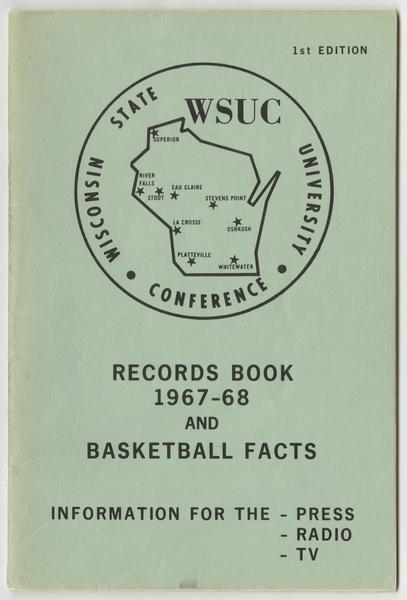 1st EDITION
WSUC
WISCONSIN STATE UNIVERSITY
CONFERENCE
SUPERIOR
RIVER
FALLS
STOUT
EAU CLAIRE
STEVENS POINT
LA CROSSE
OSHKOSH
PLATTEVILLE
WHITEWATER
RECORDS BOOK
1967-68
AND
BASKETBALL FACTS
INFORMATION FOR THE - PRESS
- RADIO
- TV